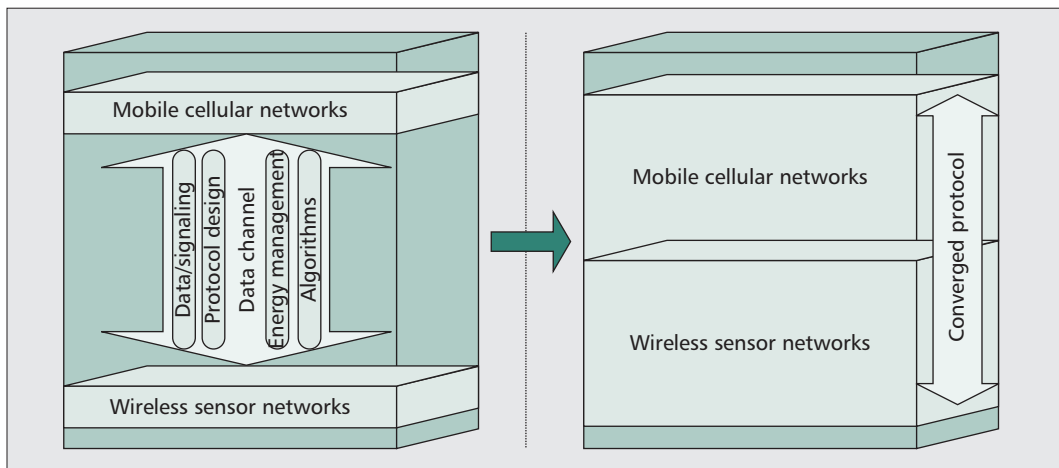 Mobile cellular networks
Data/signaling
Protocol design
Data channel
Energy management
Algorithms
Wireless sensor networks
Mobile cellular networks
Wireless sensor networks
Converged protocol